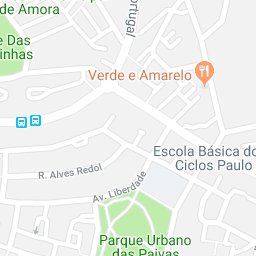 de Amora
Portugal
e Das
inhas
Verde e Amarelo
Escola Básica do
Ciclos Paulo
R. Alves Redol
Av. Liberdade
Parque Urbano
das Paivas